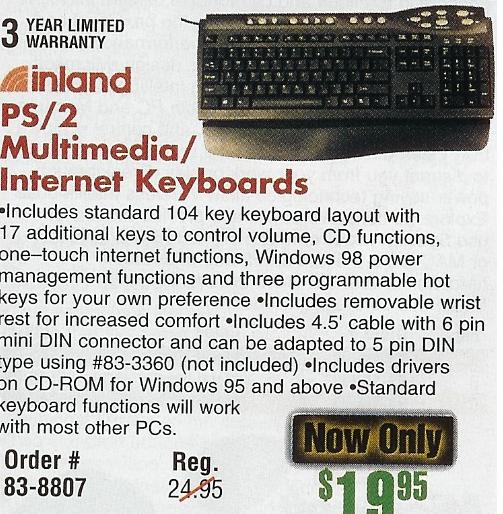 3 YEAR LIMITED
WARRANTY
inland
PS/2
Multimedia/
Internet Keyboards
•Includes standard 104 key keyboard layout with
17 additional keys to control volume, CD functions,
one–touch internet functions, Windows 98 power
management functions and three programmable hot
keys for your own preference •Includes removable wrist
rest for increased comfort •Includes 4.5' cable with 6 pin
mini DIN connector and can be adapted to 5 pin DIN
type using #83-3360 (not included) •Includes drivers
on CD-ROM for Windows 95 and above •Standard
keyboard functions will work
with most other PCs.
Now Only
Order # Reg.
83-8807 24.95
$19.95